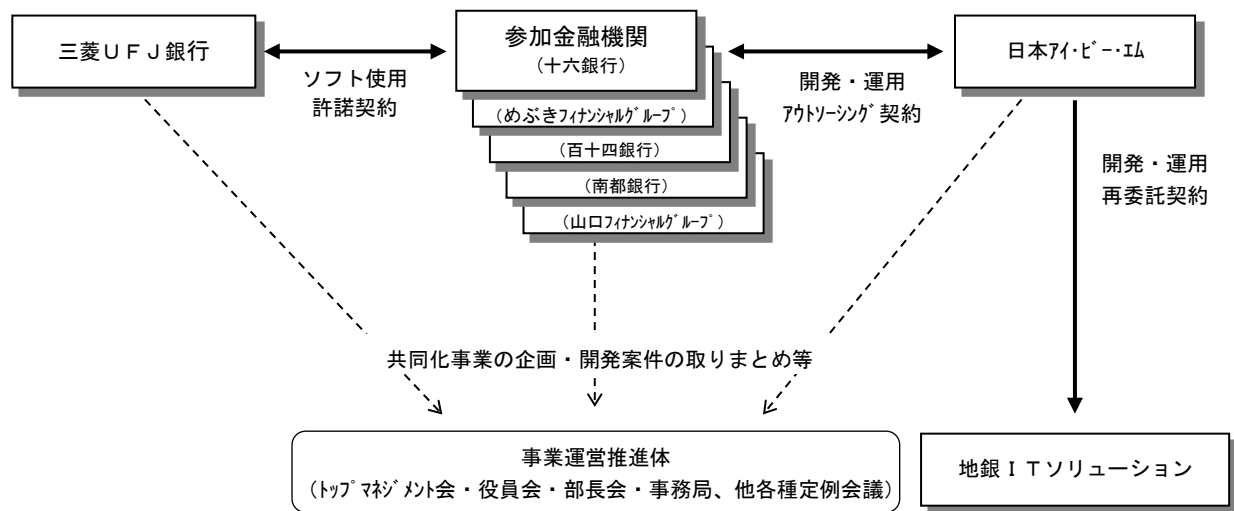 三菱ＵＦＪ銀行
参加金融機関
(十六銀行)
日本ｱｲ･ﾋﾞｰ･ｴﾑ
ソフト使用
許諾契約
開発・運用
ｱｳﾄｿｰｼﾝｸﾞ契約
(めぶきﾌｨﾅﾝｼｬﾙｸﾞﾙｰﾌﾟ)
(百十四銀行)
(南都銀行)
(山口ﾌｨﾅﾝｼｬﾙｸﾞﾙｰﾌﾟ)
開発・運用
再委託契約
共同化事業の企画・開発案件の取りまとめ等
事業運営推進体
(ﾄｯﾌﾟﾏﾈｼﾞﾒﾝﾄ会・役員会・部長会・事務局、他各種定例会議)
地銀ＩＴソリューション